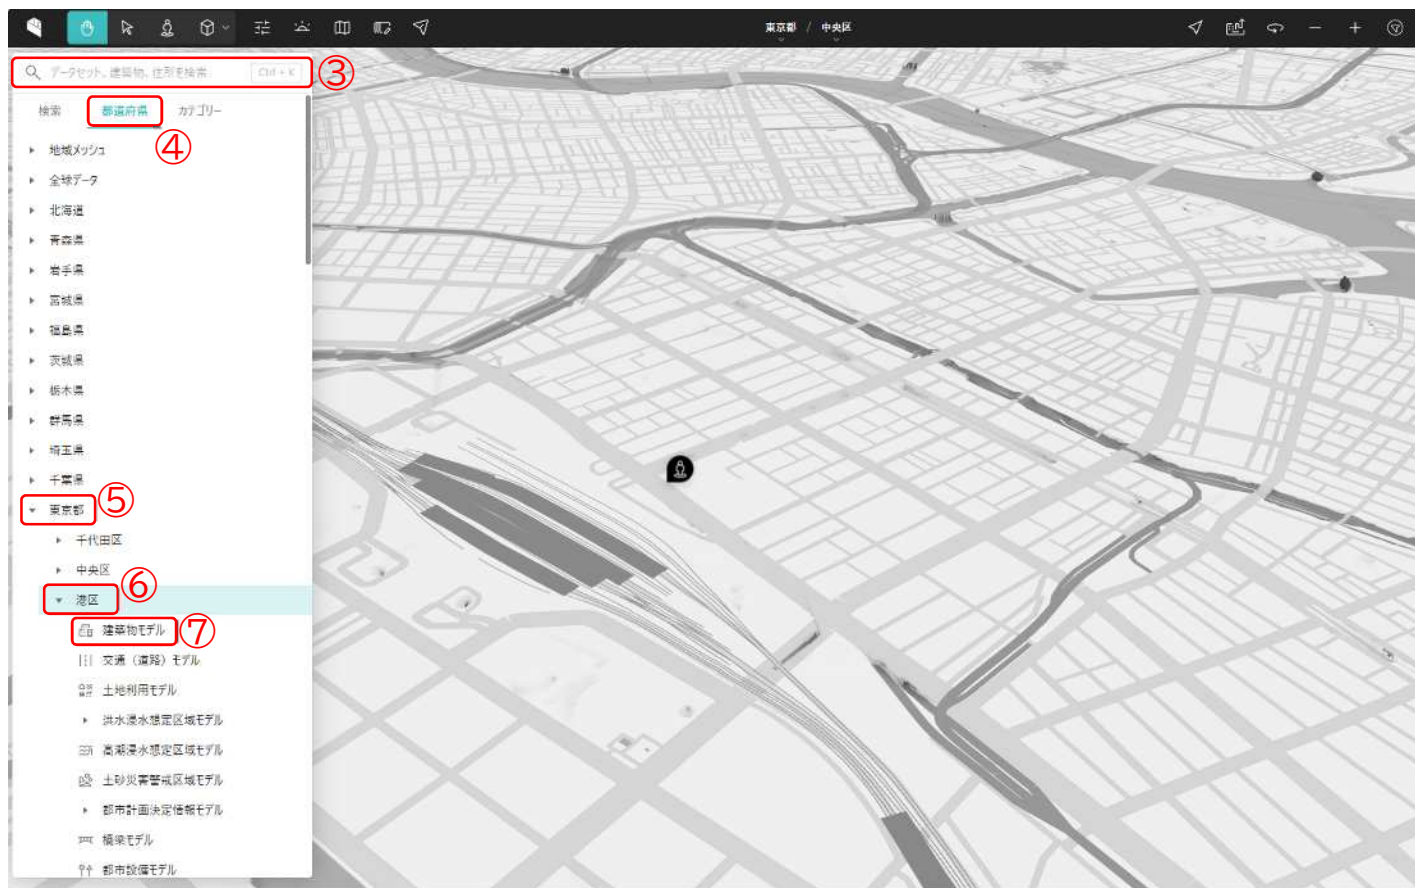 東京都 / 中央区
データセット、建築物、住所を検索 Ctrl + K ③
検索 都道府県 カテゴリー
④
地域メッシュ
全球データ
北海道
青森県
岩手県
宮城県
福島県
茨城県
栃木県
群馬県
埼玉県
千葉県
東京都 ⑤
千代田区
中央区
港区 ⑥
建築物モデル ⑦
交通（道路）モデル
土地利用モデル
洪水浸水想定区域モデル
高潮浸水想定区域モデル
土砂災害警戒区域モデル
都市計画決定情報モデル
橋梁モデル
都市設備モデル